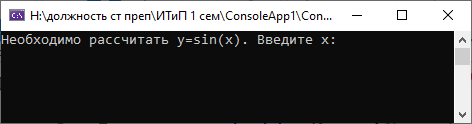 H:\должность ст преп\ИТиП 1 сем\ConsoleApp1\Con...
Необходимо рассчитать y=sin(x). Введите x: